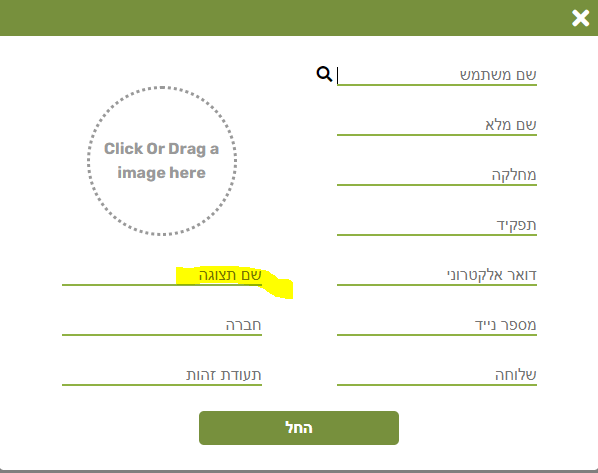 שם משתמש
שם מלא
מחלקה
תפקיד
דואר אלקטרוני
מספר נייד
שלוחה
Click Or Drag a
image here
שם תצוגה
חברה
תעודת זהות
החל